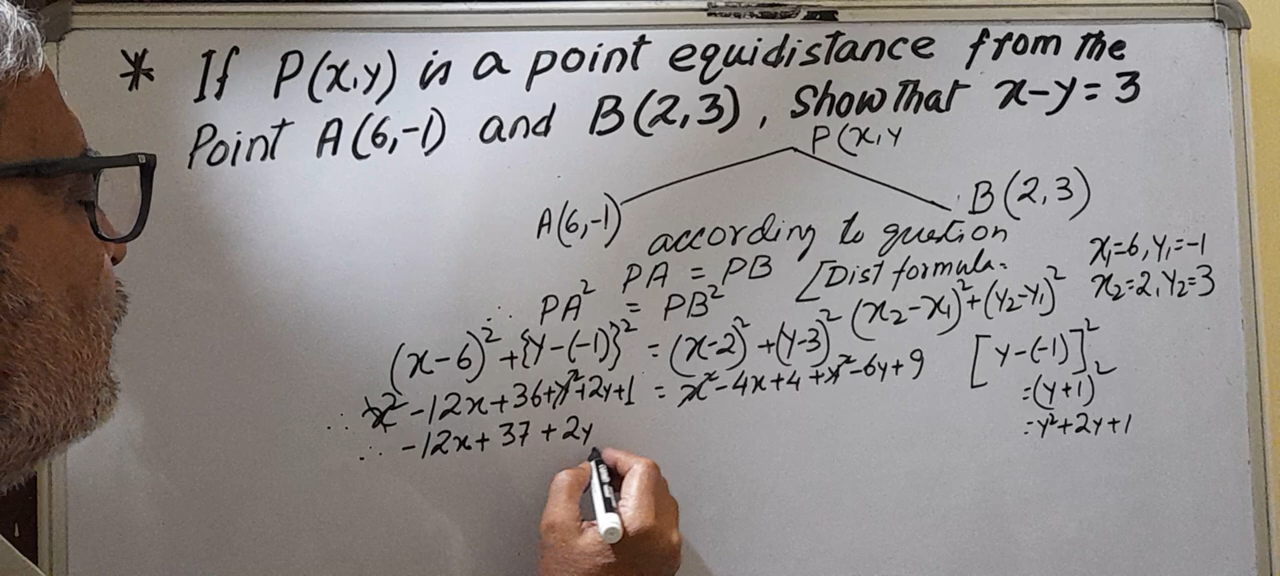 * If P(x,y) is a point equidistance from the
Point A(6,-1) and B(2,3), Show That x-y=3
P(x,y
A(6,-1)
B(2,3)
according to question
PA = PB [Dist formula.
x₁=6, y₁=-1
∴ PA² = PB² (x₂-x₁)²+(y₂-y₁)²
x₂=2, y₂=3
(x-6)²+{y-(-1)}² = (x-2)²+(y-3)²
[y-(-1)]²
∴ x²-12x+36+y²+2y+1 = x²-4x+4+y²-6y+9
=(y+1)²
∴ -12x+37+2y
=y²+2y+1